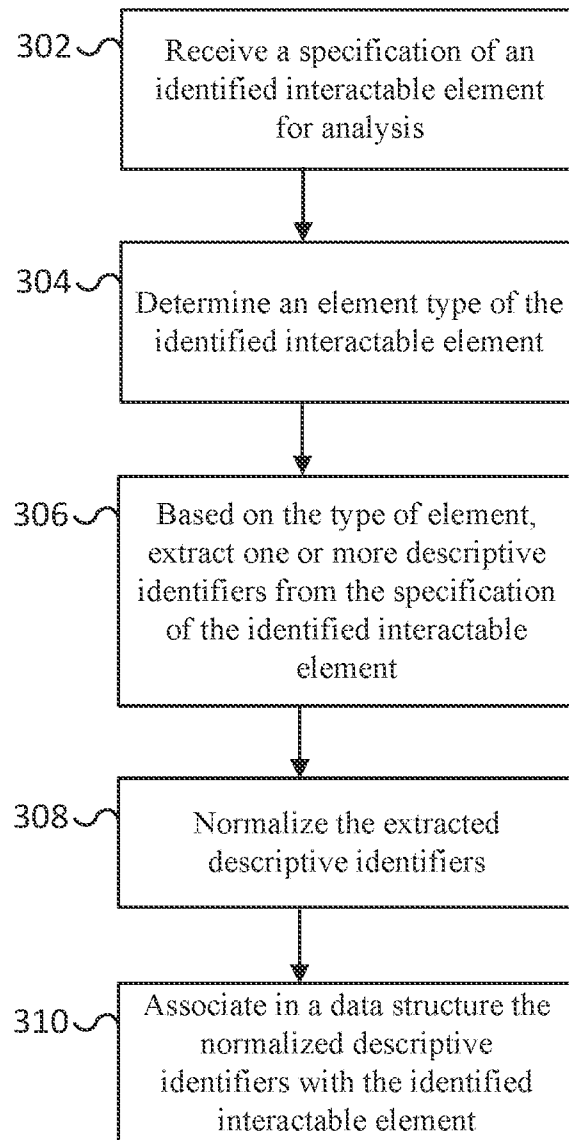 302
Receive a specification of an
identified interactable element
for analysis
304
Determine an element type of the
identified interactable element
306
Based on the type of element,
extract one or more descriptive
identifiers from the specification
of the identified interactable
element
308
Normalize the extracted
descriptive identifiers
310
Associate in a data structure the
normalized descriptive
identifiers with the identified
interactable element